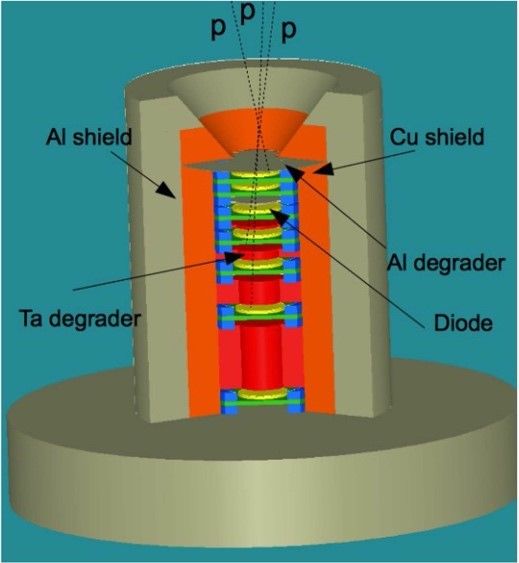 p
p
p
Al shield
Cu shield
Al degrader
Ta degrader
Diode